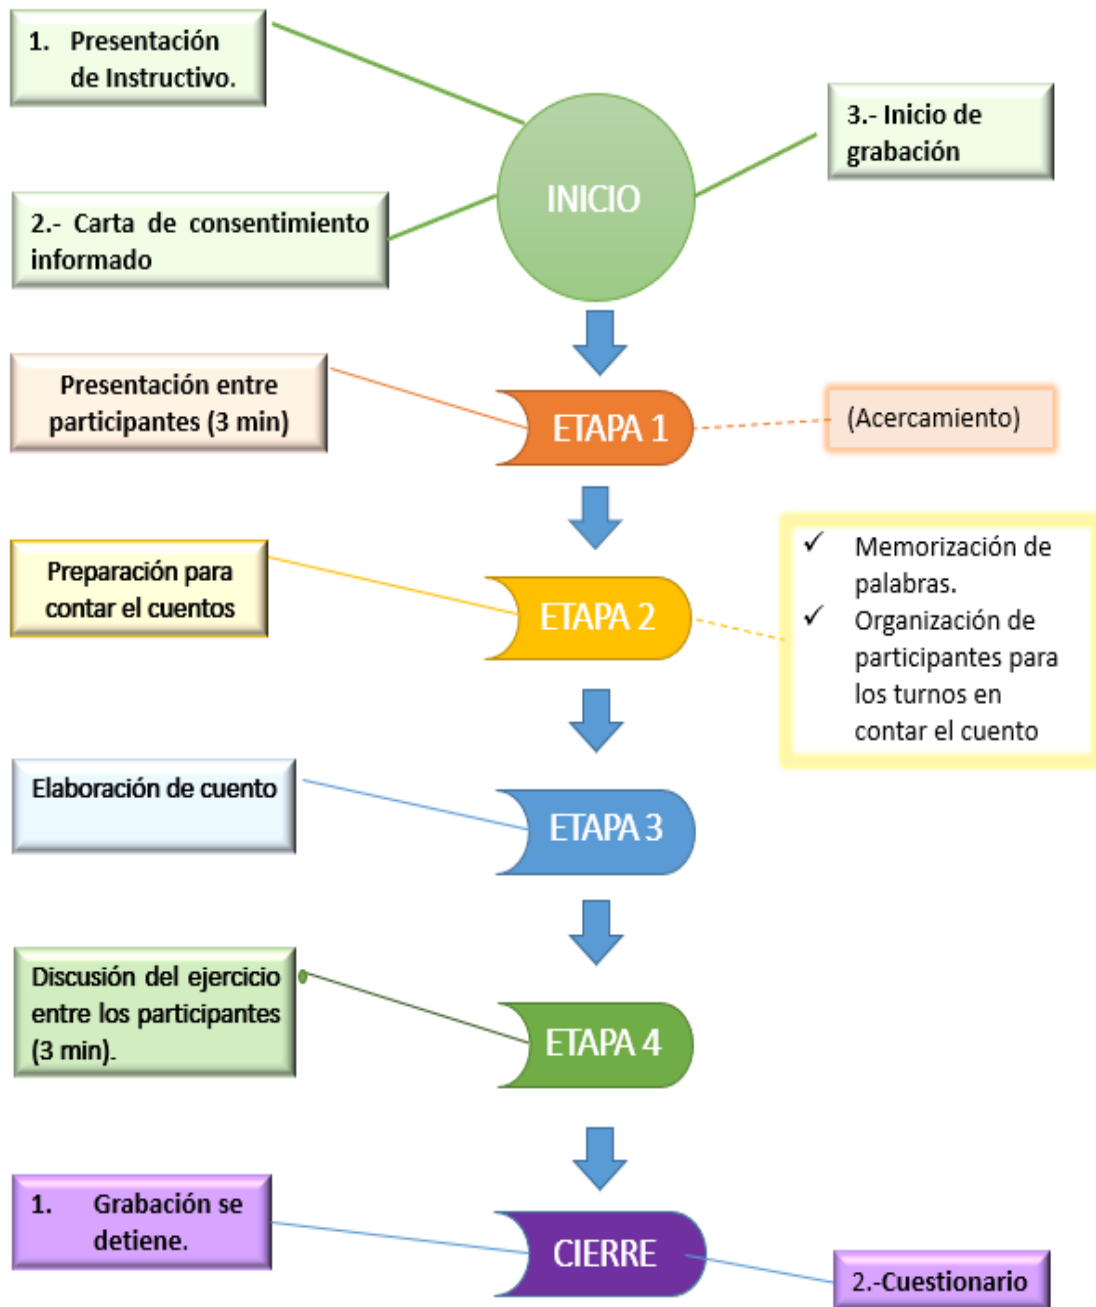 1. Presentación
de Instructivo.
3.- Inicio de
grabación
INICIO
2.- Carta de consentimiento
informado
Presentación entre
participantes (3 min)
ETAPA 1
(Acercamiento)
Preparación para
contar el cuentos
ETAPA 2
✓ Memorización de
palabras.
✓ Organización de
participantes para
los turnos en
contar el cuento
Elaboración de cuento
ETAPA 3
Discusión del ejercicio
entre los participantes
(3 min).
ETAPA 4
1. Grabación se
detiene.
CIERRE
2.-Cuestionario